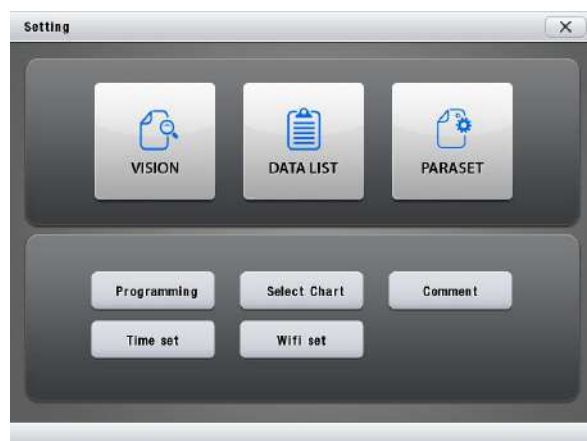 Setting
VISION DATA LIST PARASET
Programming Select Chart Comment
Time set Wifi set